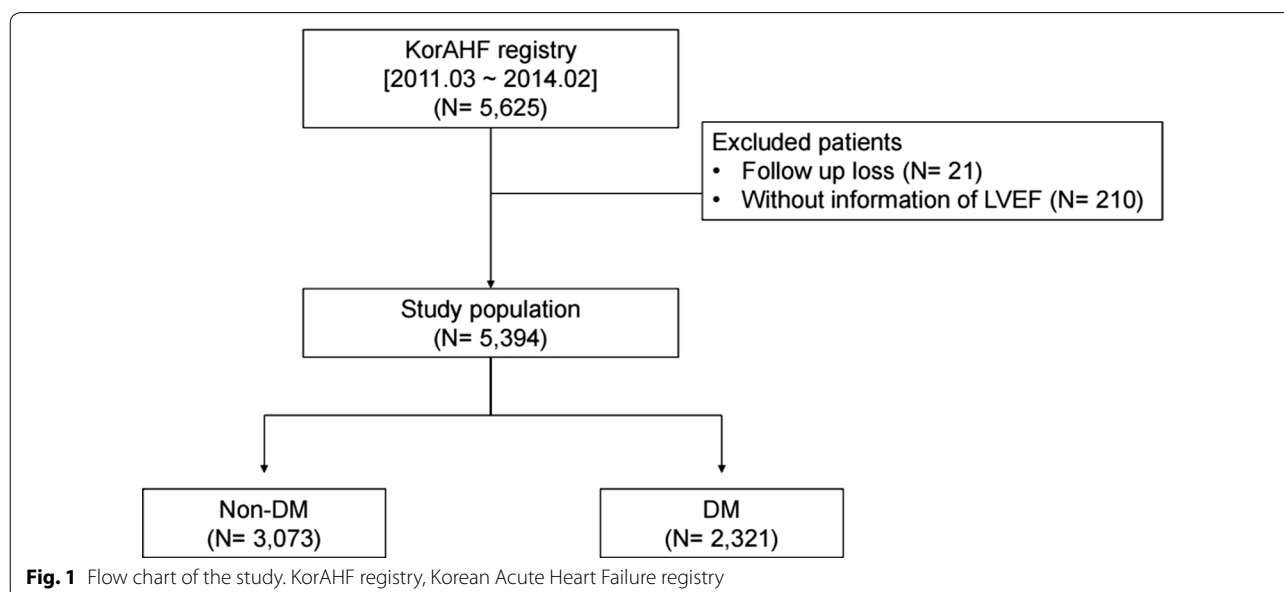 KorAHF registry
[2011.03 ~ 2014.02]
(N= 5,625)
Excluded patients
• Follow up loss (N= 21)
• Without information of LVEF (N= 210)
Study population
(N= 5,394)
Non-DM
(N= 3,073)
DM
(N= 2,321)
Fig. 1 Flow chart of the study. KorAHF registry, Korean Acute Heart Failure registry